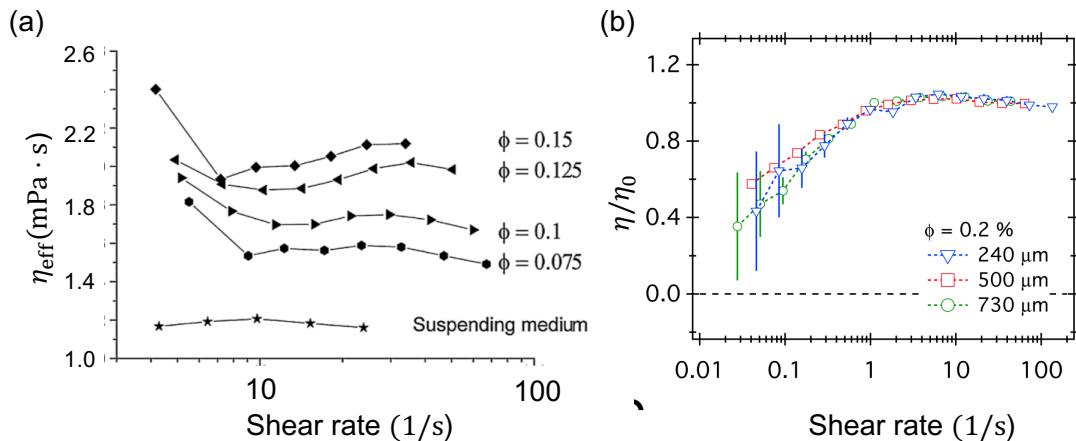 (a)
2.6
2.2
1.8
1.4
1.0
η_eff(mPa · s)
ϕ = 0.15
ϕ = 0.125
ϕ = 0.1
ϕ = 0.075
Suspending medium
10
100
Shear rate (1/s)
(b)
1.2
0.8
0.4
0.0
η/η₀
ϕ = 0.2 %
240 µm
500 µm
730 µm
0.01
0.1
1
10
100
Shear rate (1/s)